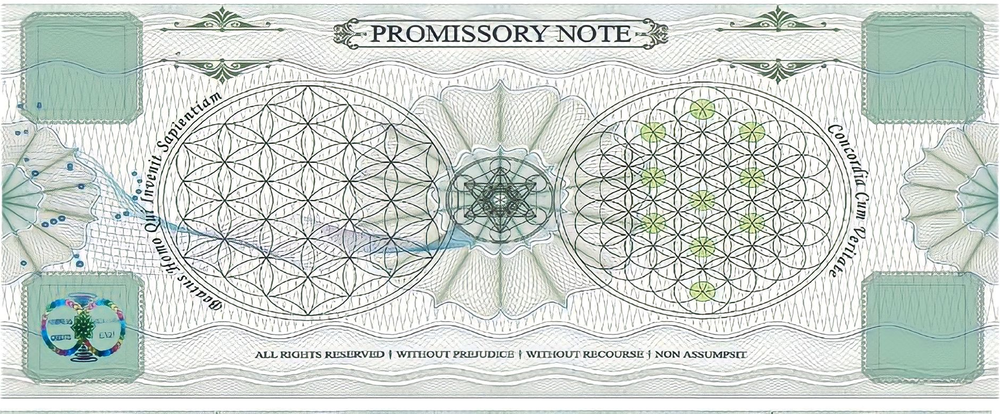 PROMISSORY NOTE
Beatus Homo Qui Invenit Sapientiam
Concordia Cum Veritate
ALL RIGHTS RESERVED | WITHOUT PREJUDICE | WITHOUT RECOURSE | NON ASSUMPSIT